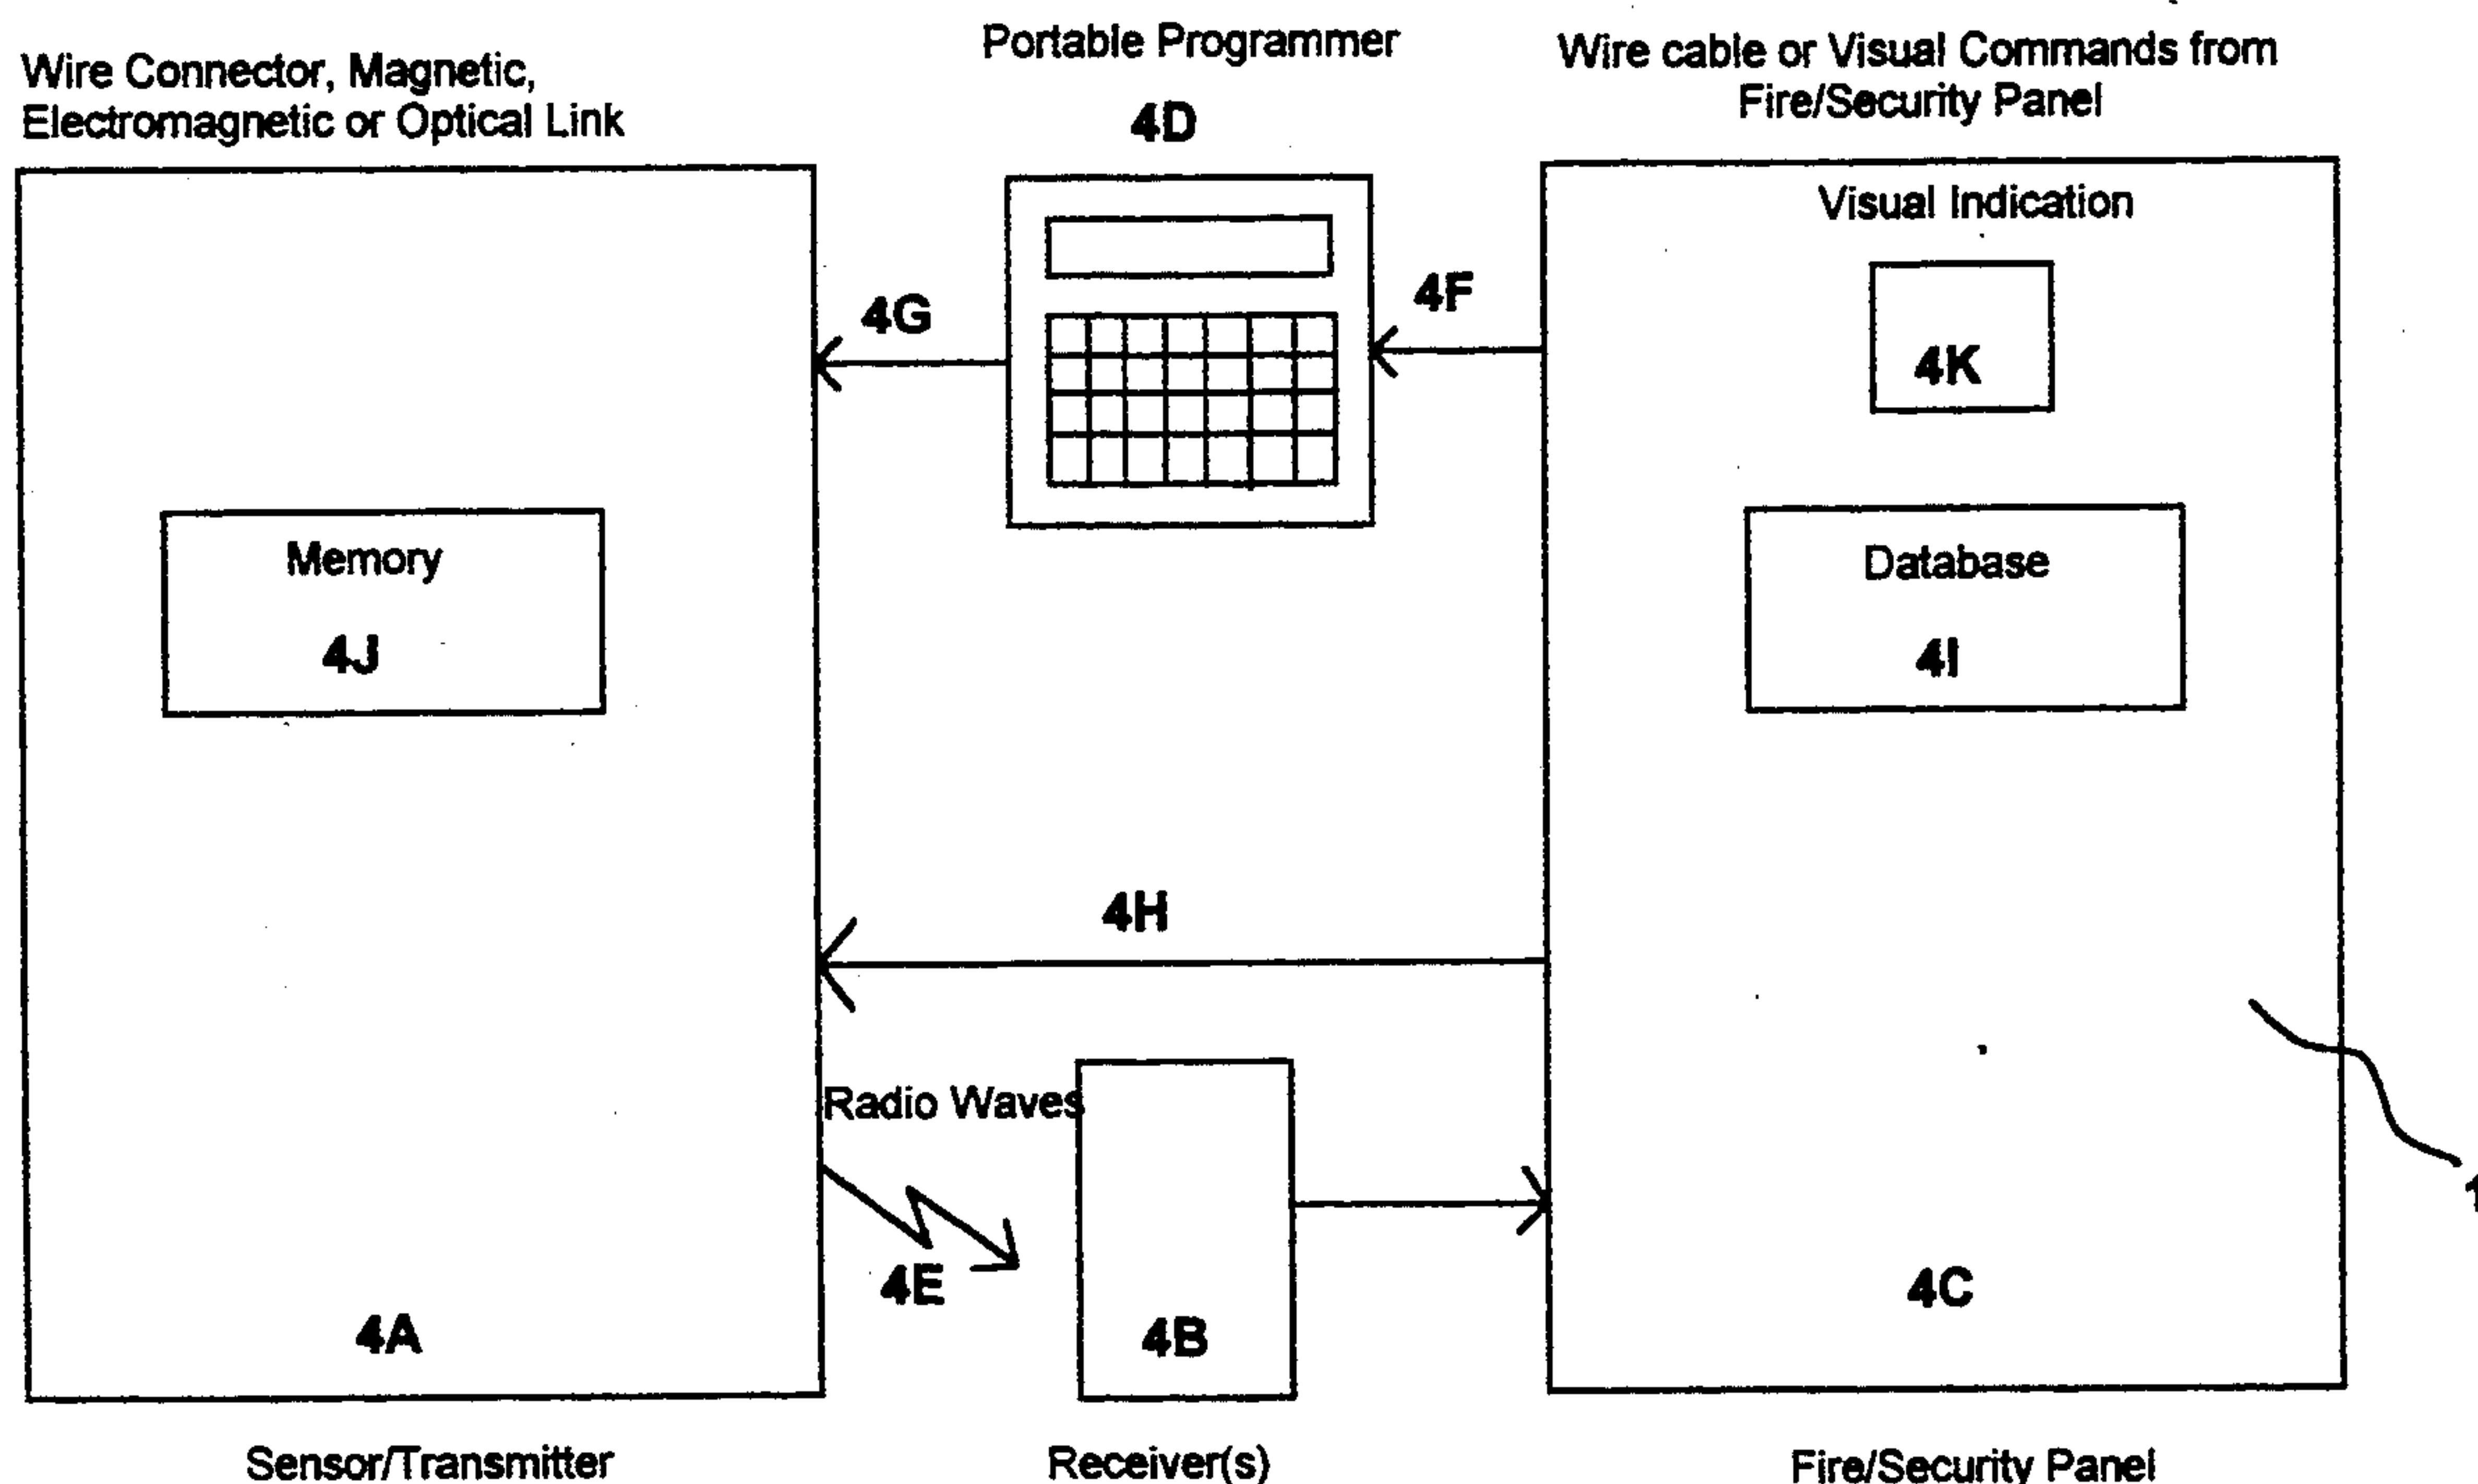 Wire Connector, Magnetic,
Electromagnetic or Optical Link
Portable Programmer
4D
Wire cable or Visual Commands from
Fire/Security Panel
Visual Indication
4K
4G
4F
Memory
4J
Database
4I
4H
Radio Waves
4E
4A
4B
4C
Sensor/Transmitter
Receiver(s)
Fire/Security Panel